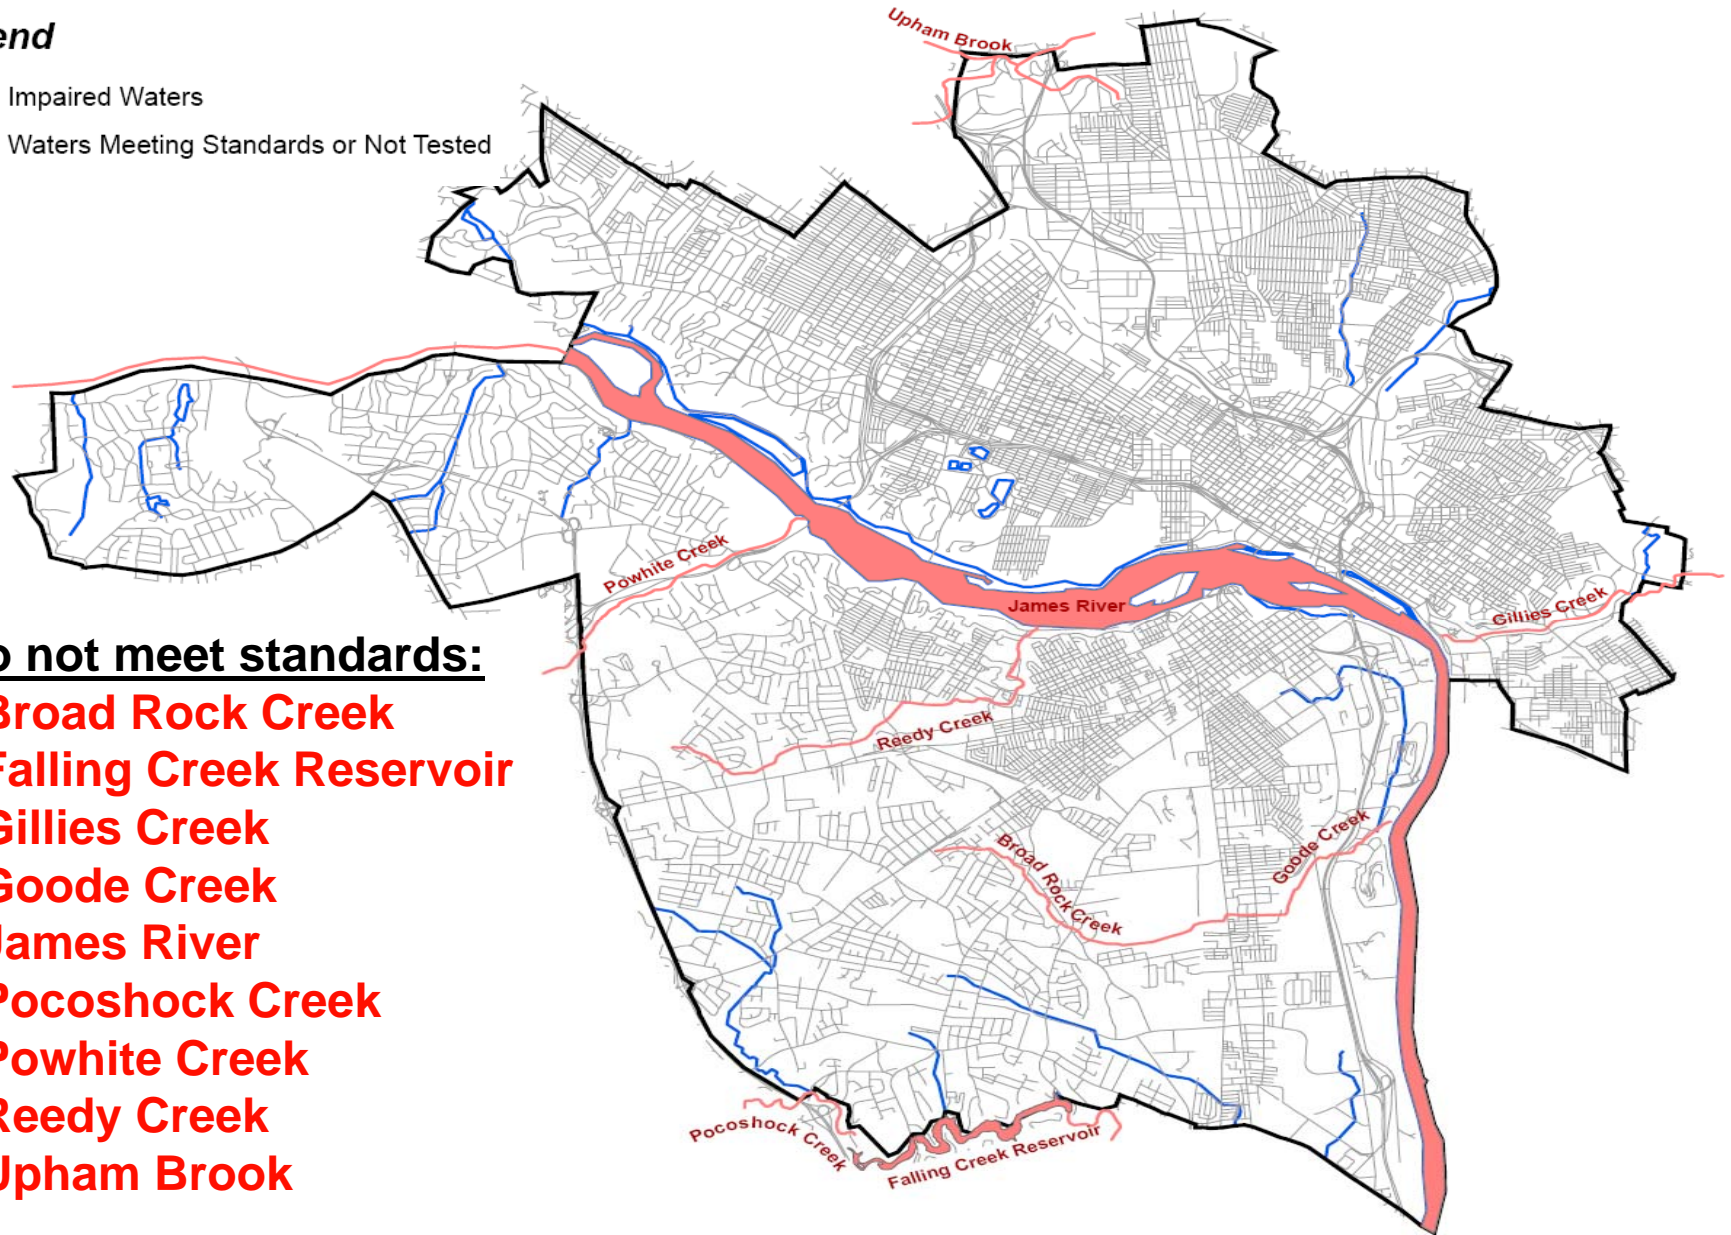 end
Impaired Waters
Waters Meeting Standards or Not Tested
Upham Brook
Powhite Creek
James River
Gillies Creek
Reedy Creek
Broad Rock Creek
Goode Creek
Pocoshock Creek
Falling Creek Reservoir
o not meet standards:
Broad Rock Creek
Falling Creek Reservoir
Gillies Creek
Goode Creek
James River
Pocoshock Creek
Powhite Creek
Reedy Creek
Upham Brook